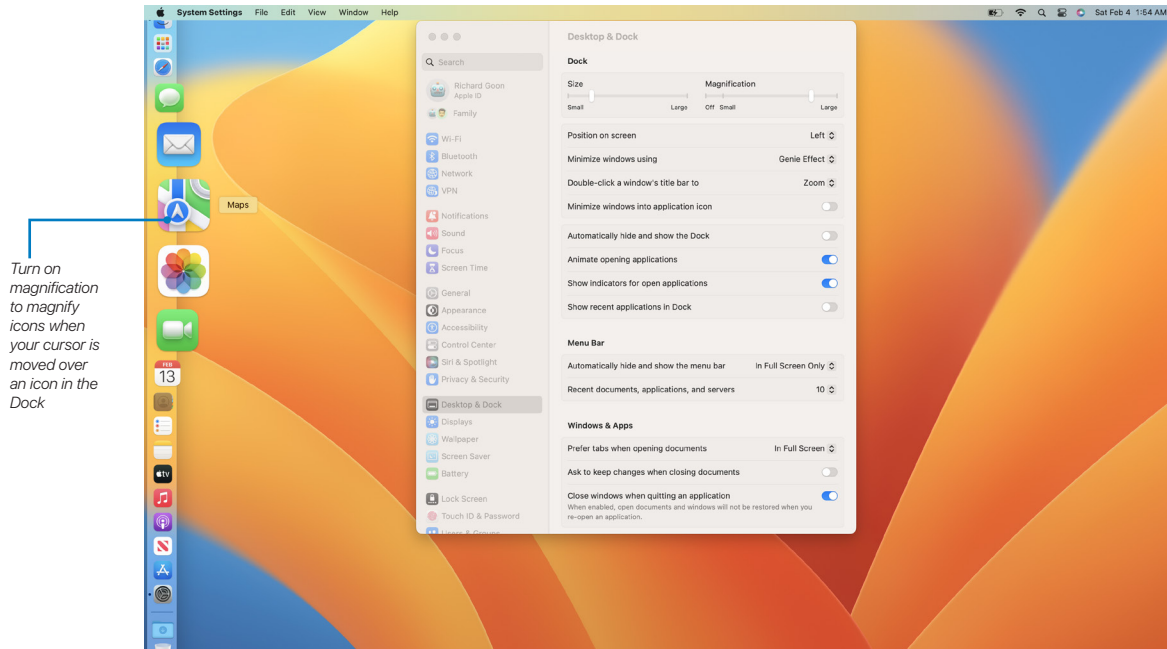 System Settings File Edit View Window Help
Sat Feb 4 1:54 AM
Turn on
magnification
to magnify
icons when
your cursor is
moved over
an icon in the
Dock
Maps
FEB
13
tv
Search
Richard Goon
Apple ID
Family
Wi-Fi
Bluetooth
Network
VPN
Notifications
Sound
Focus
Screen Time
General
Appearance
Accessibility
Control Center
Siri & Spotlight
Privacy & Security
Desktop & Dock
Displays
Wallpaper
Screen Saver
Battery
Lock Screen
Touch ID & Password
Users & Groups
Desktop & Dock
Dock
Size Magnification
Small Large Off Small Large
Position on screen Left
Minimize windows using Genie Effect
Double-click a window's title bar to Zoom
Minimize windows into application icon
Automatically hide and show the Dock
Animate opening applications
Show indicators for open applications
Show recent applications in Dock
Menu Bar
Automatically hide and show the menu bar In Full Screen Only
Recent documents, applications, and servers 10
Windows & Apps
Prefer tabs when opening documents In Full Screen
Ask to keep changes when closing documents
Close windows when quitting an application
When enabled, open documents and windows will not be restored when you
re-open an application.